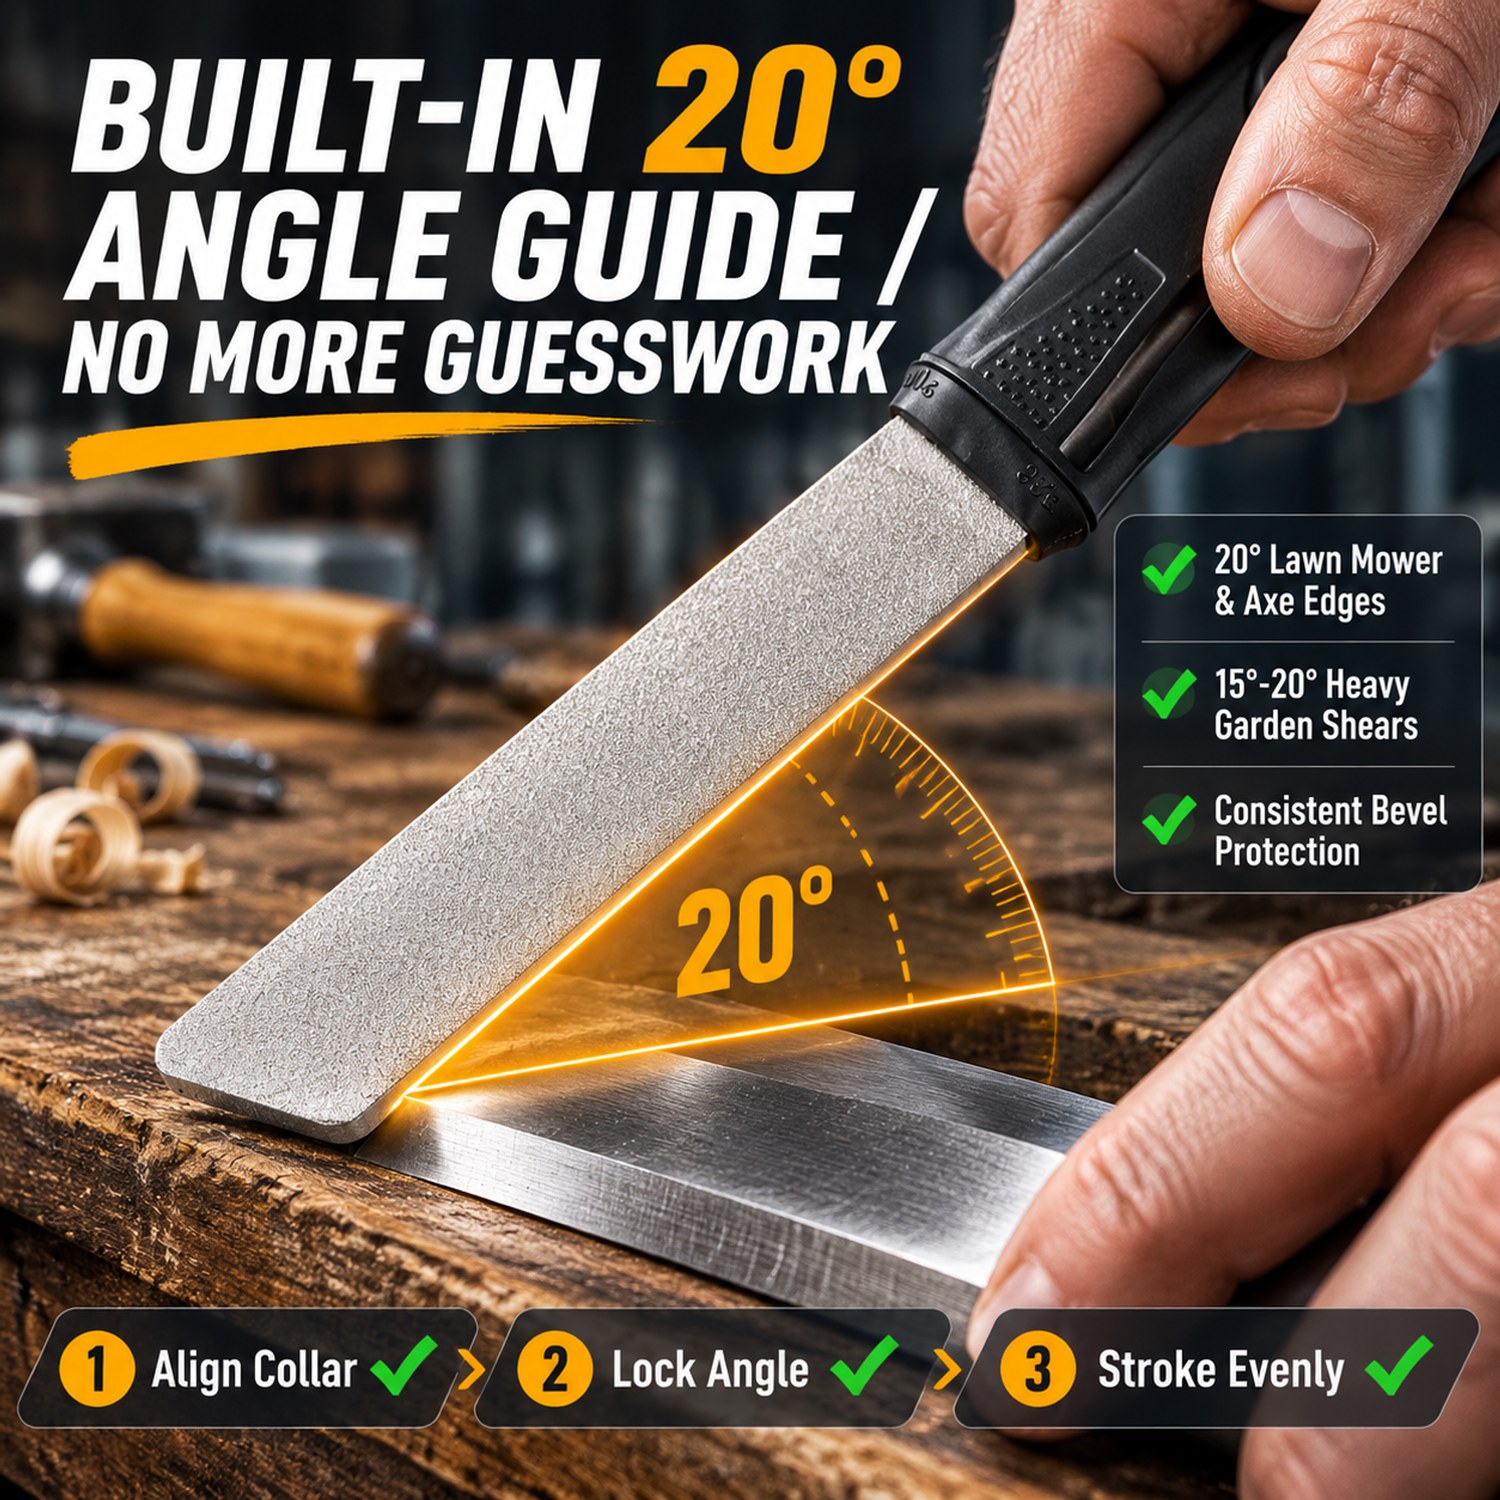 BUILT-IN 20°
ANGLE GUIDE /
NO MORE GUESSWORK
20° Lawn Mower
& Axe Edges
15°-20° Heavy
Garden Shears
Consistent Bevel
Protection
20°
1 Align Collar
2 Lock Angle
3 Stroke Evenly